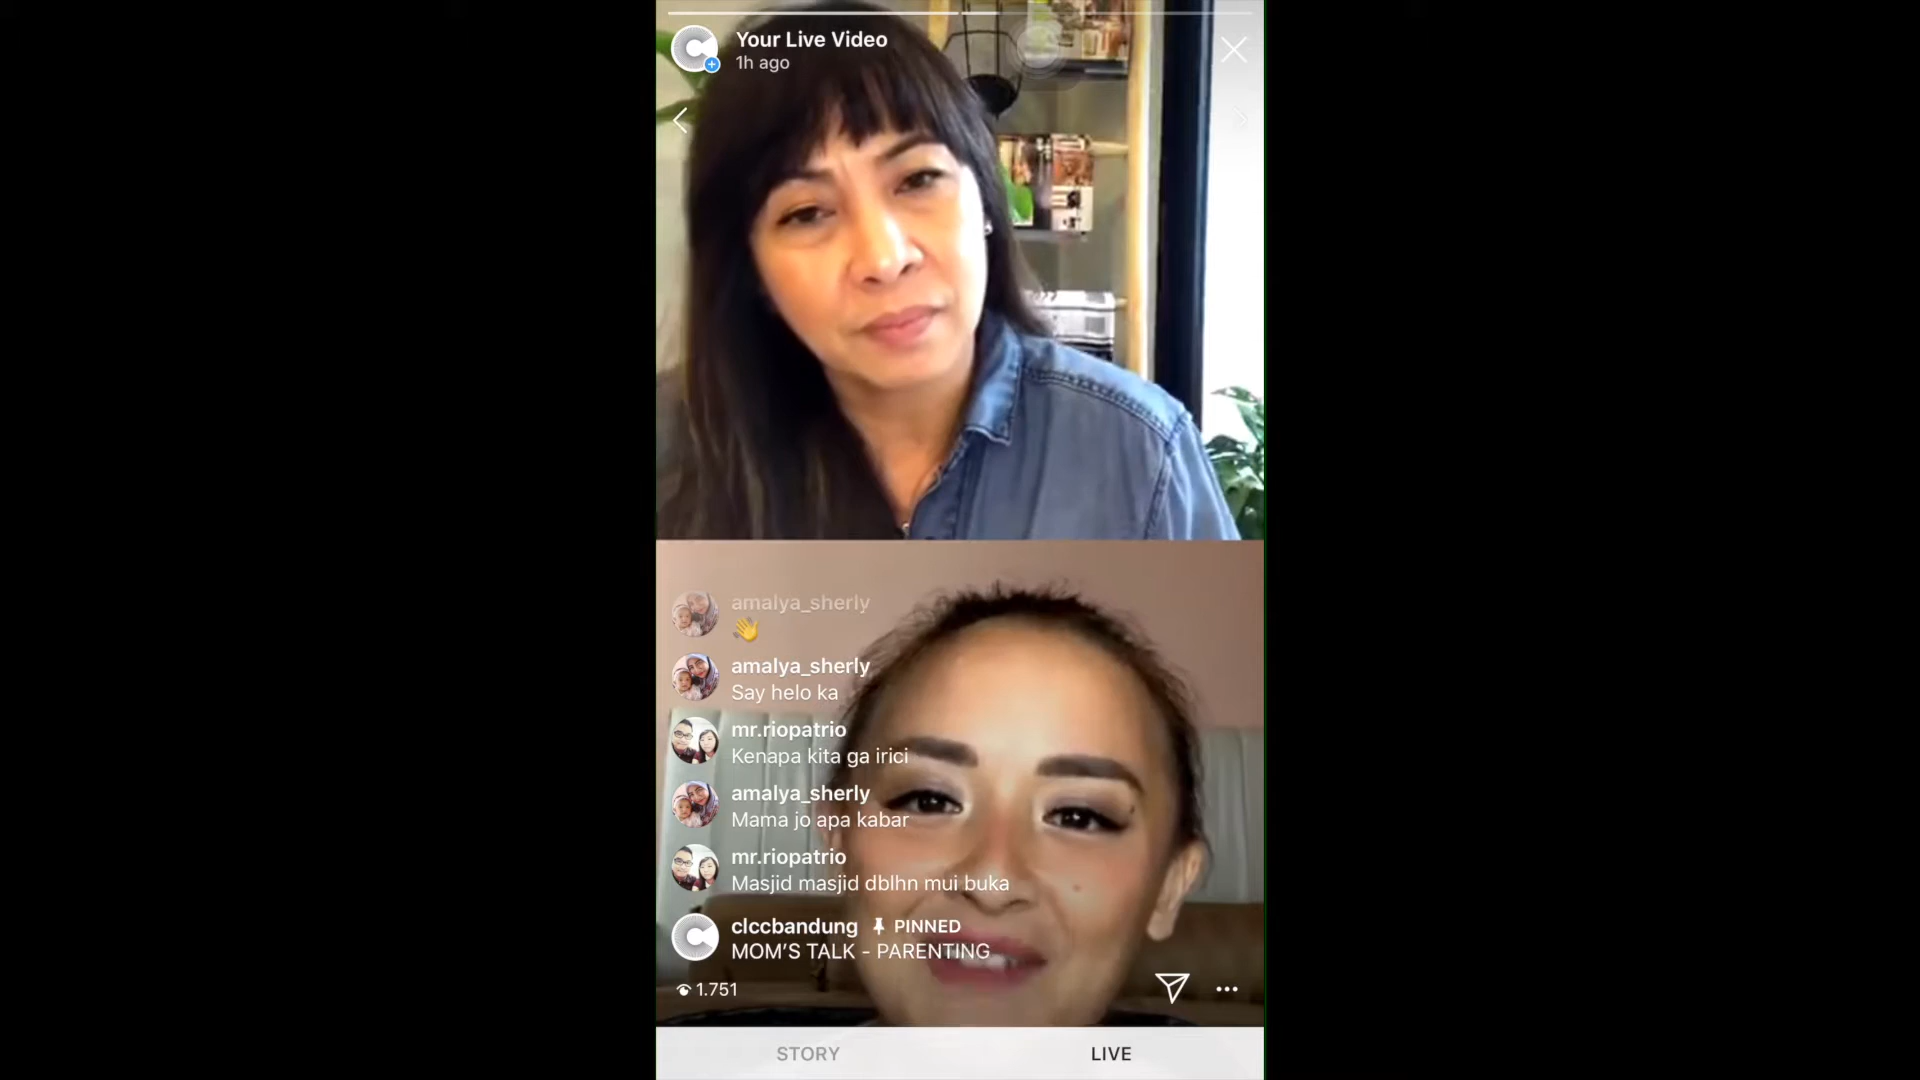 Your Live Video
1h ago
amalya_sherly
👋
amalya_sherly
Say helo ka
mr.riopatrio
Kenapa kita ga irici
amalya_sherly
Mama jo apa kabar
mr.riopatrio
Masjid masjid dblhn mui buka
clccbandung PINNED
MOM'S TALK - PARENTING
1.751
STORY LIVE